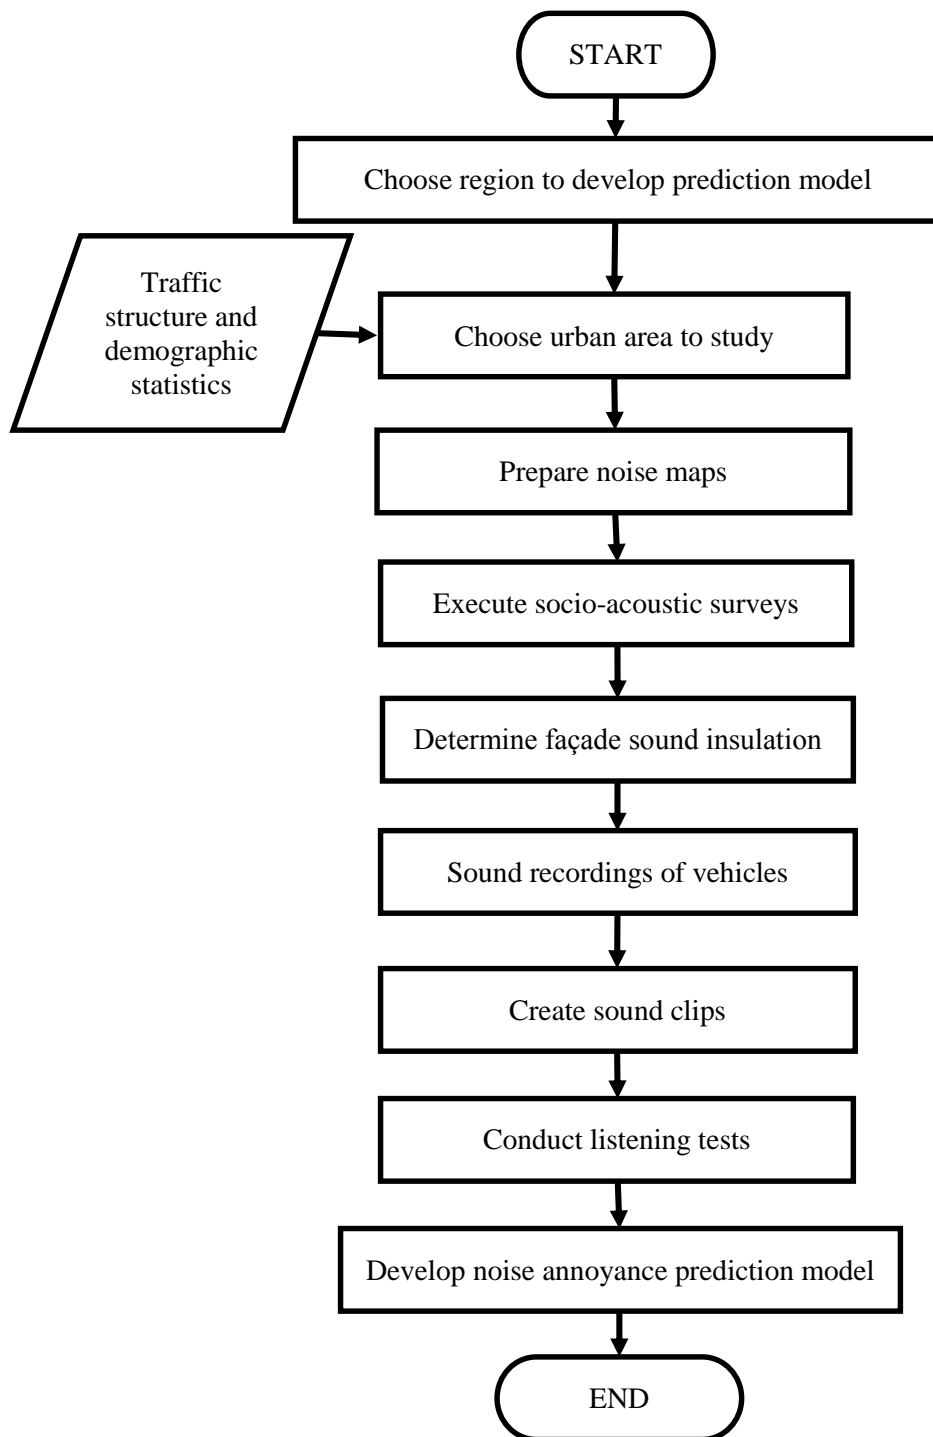 START
Choose region to develop prediction model
Traffic
structure and
demographic
statistics
Choose urban area to study
Prepare noise maps
Execute socio-acoustic surveys
Determine façade sound insulation
Sound recordings of vehicles
Create sound clips
Conduct listening tests
Develop noise annoyance prediction model
END